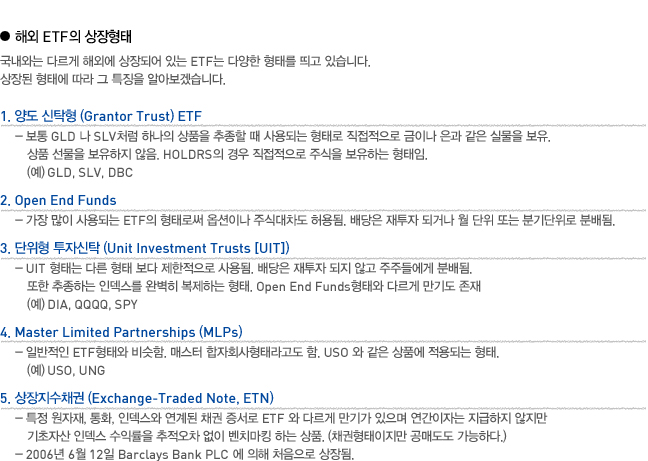 ● 해외 ETF의 상장형태
국내와는 다르게 해외에 상장되어 있는 ETF는 다양한 형태를 띄고 있습니다.
상장된 형태에 따라 그 특징을 알아보겠습니다.
1. 양도 신탁형 (Grantor Trust) ETF
- 보통 GLD 나 SLV처럼 하나의 상품을 추종할 때 사용되는 형태로 직접적으로 금이나 은과 같은 실물을 보유.
상품 선물을 보유하지 않음. HOLDRS의 경우 직접적으로 주식을 보유하는 형태임.
(예) GLD, SLV, DBC
2. Open End Funds
- 가장 많이 사용되는 ETF의 형태로써 옵션이나 주식대차도 허용됨. 배당은 재투자 되거나 월 단위 또는 분기단위로 분배됨.
3. 단위형 투자신탁 (Unit Investment Trusts [UIT])
- UIT 형태는 다른 형태 보다 제한적으로 사용됨. 배당은 재투자 되지 않고 주주들에게 분배됨.
또한 추종하는 인덱스를 완벽히 복제하는 형태. Open End Funds형태와 다르게 만기도 존재
(예) DIA, QQQQ, SPY
4. Master Limited Partnerships (MLPs)
- 일반적인 ETF형태와 비슷함. 매스터 합자회사형태라고도 함. USO 와 같은 상품에 적용되는 형태.
(예) USO, UNG
5. 상장지수채권 (Exchange-Traded Note, ETN)
- 특정 원자재, 통화, 인덱스와 연계된 채권 증서로 ETF 와 다르게 만기가 있으며 연간이자는 지급하지 않지만
기초자산 인덱스 수익률을 추적오차 없이 벤치마킹 하는 상품. (채권형태이지만 공매도도 가능하다.)
- 2006년 6월 12일 Barclays Bank PLC 에 의해 처음으로 상장됨.